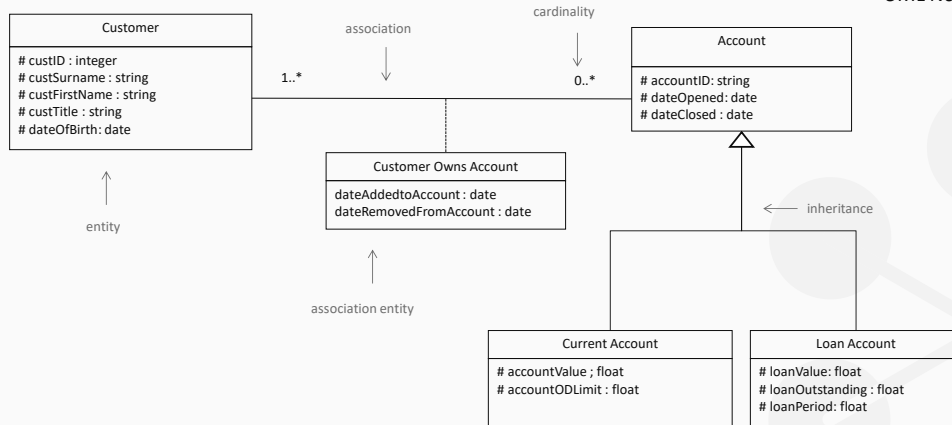 cardinality
Customer
association
Account
# custID : integer
# custSurname : string
# custFirstName : string
# custTitle : string
# dateOfBirth: date
1..*
0..*
# accountID: string
# dateOpened: date
# dateClosed : date
Customer Owns Account
dateAddedtoAccount : date
dateRemovedFromAccount : date
inheritance
entity
association entity
Current Account
# accountValue ; float
# accountODLimit : float
Loan Account
# loanValue: float
# loanOutstanding : float
# loanPeriod: float